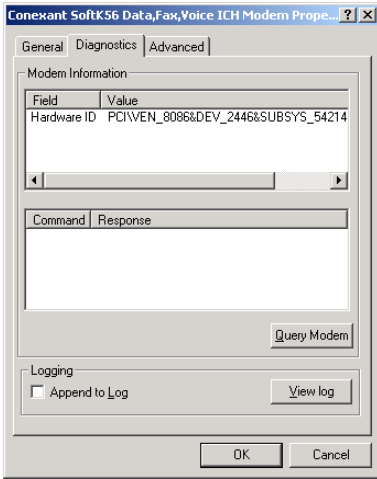 Conexant SoftK56 Data,Fax,Voice ICH Modem Prope...
General Diagnostics Advanced
Modem Information
Field Value
Hardware ID PCI\VEN_8086&DEV_2446&SUBSYS_54214
Command Response
Query Modem
Logging
Append to Log View log
OK Cancel